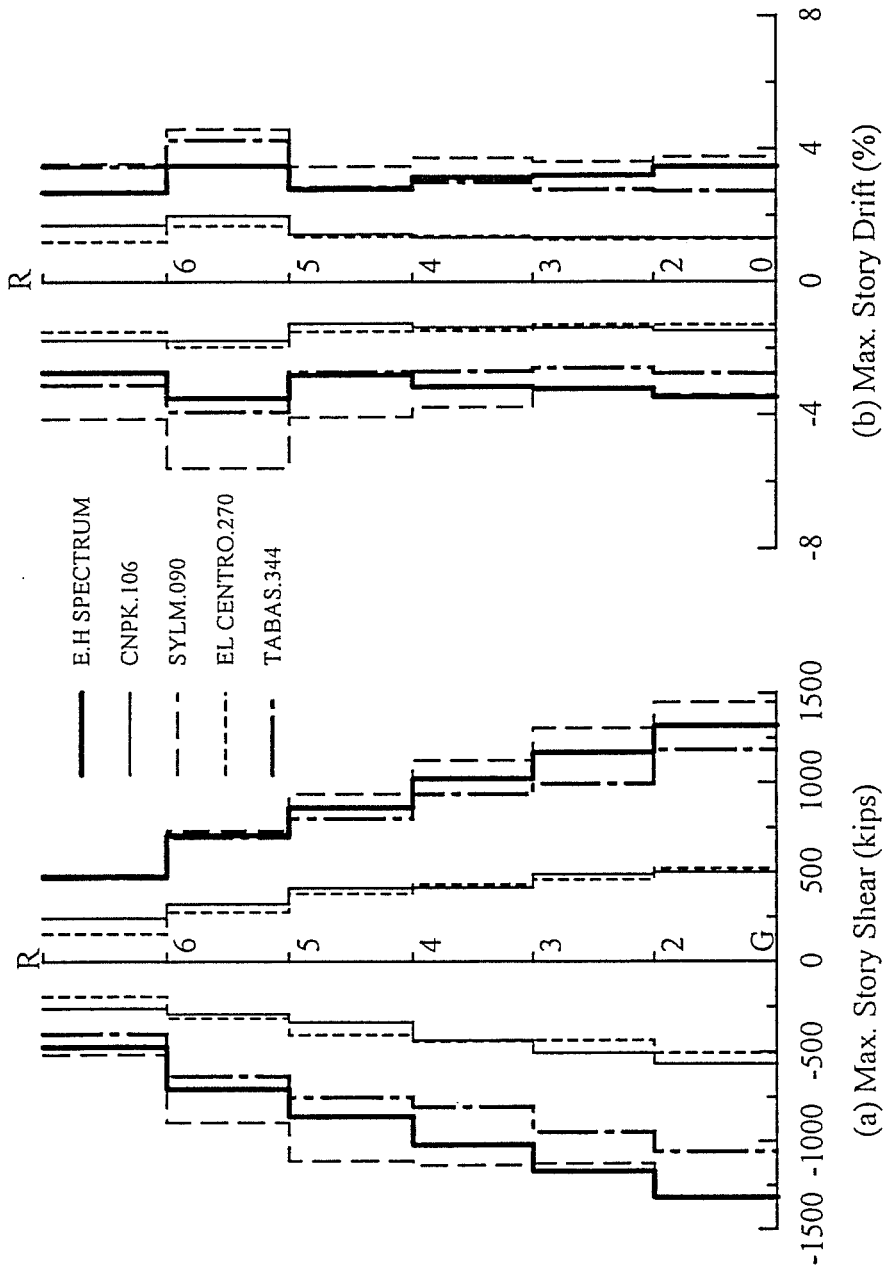 R
6
5
4
3
2
G
-1500 -1000 -500 0 500 1000 1500
(a) Max. Story Shear (kips)
E.H SPECTRUM
CNPK.106
SYLM.090
EL CENTRO.270
TABAS.344
R
6
5
4
3
2
0
-8 -4 0 4 8
(b) Max. Story Drift (%)